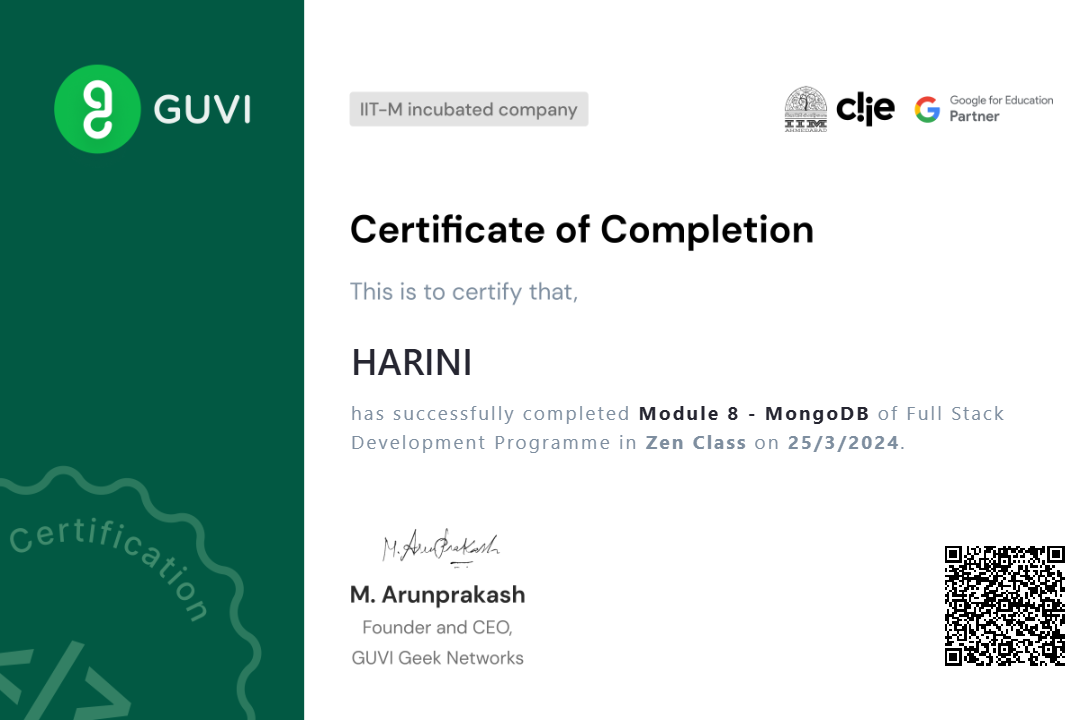 GUVI
IIT-M incubated company
IIM
AHMEDABAD
c!ie
Google for Education
Partner
Certificate of Completion
This is to certify that,
HARINI
has successfully completed Module 8 - MongoDB of Full Stack
Development Programme in Zen Class on 25/3/2024.
Certification
</>
M. Arunprakash
M. Arunprakash
Founder and CEO,
GUVI Geek Networks